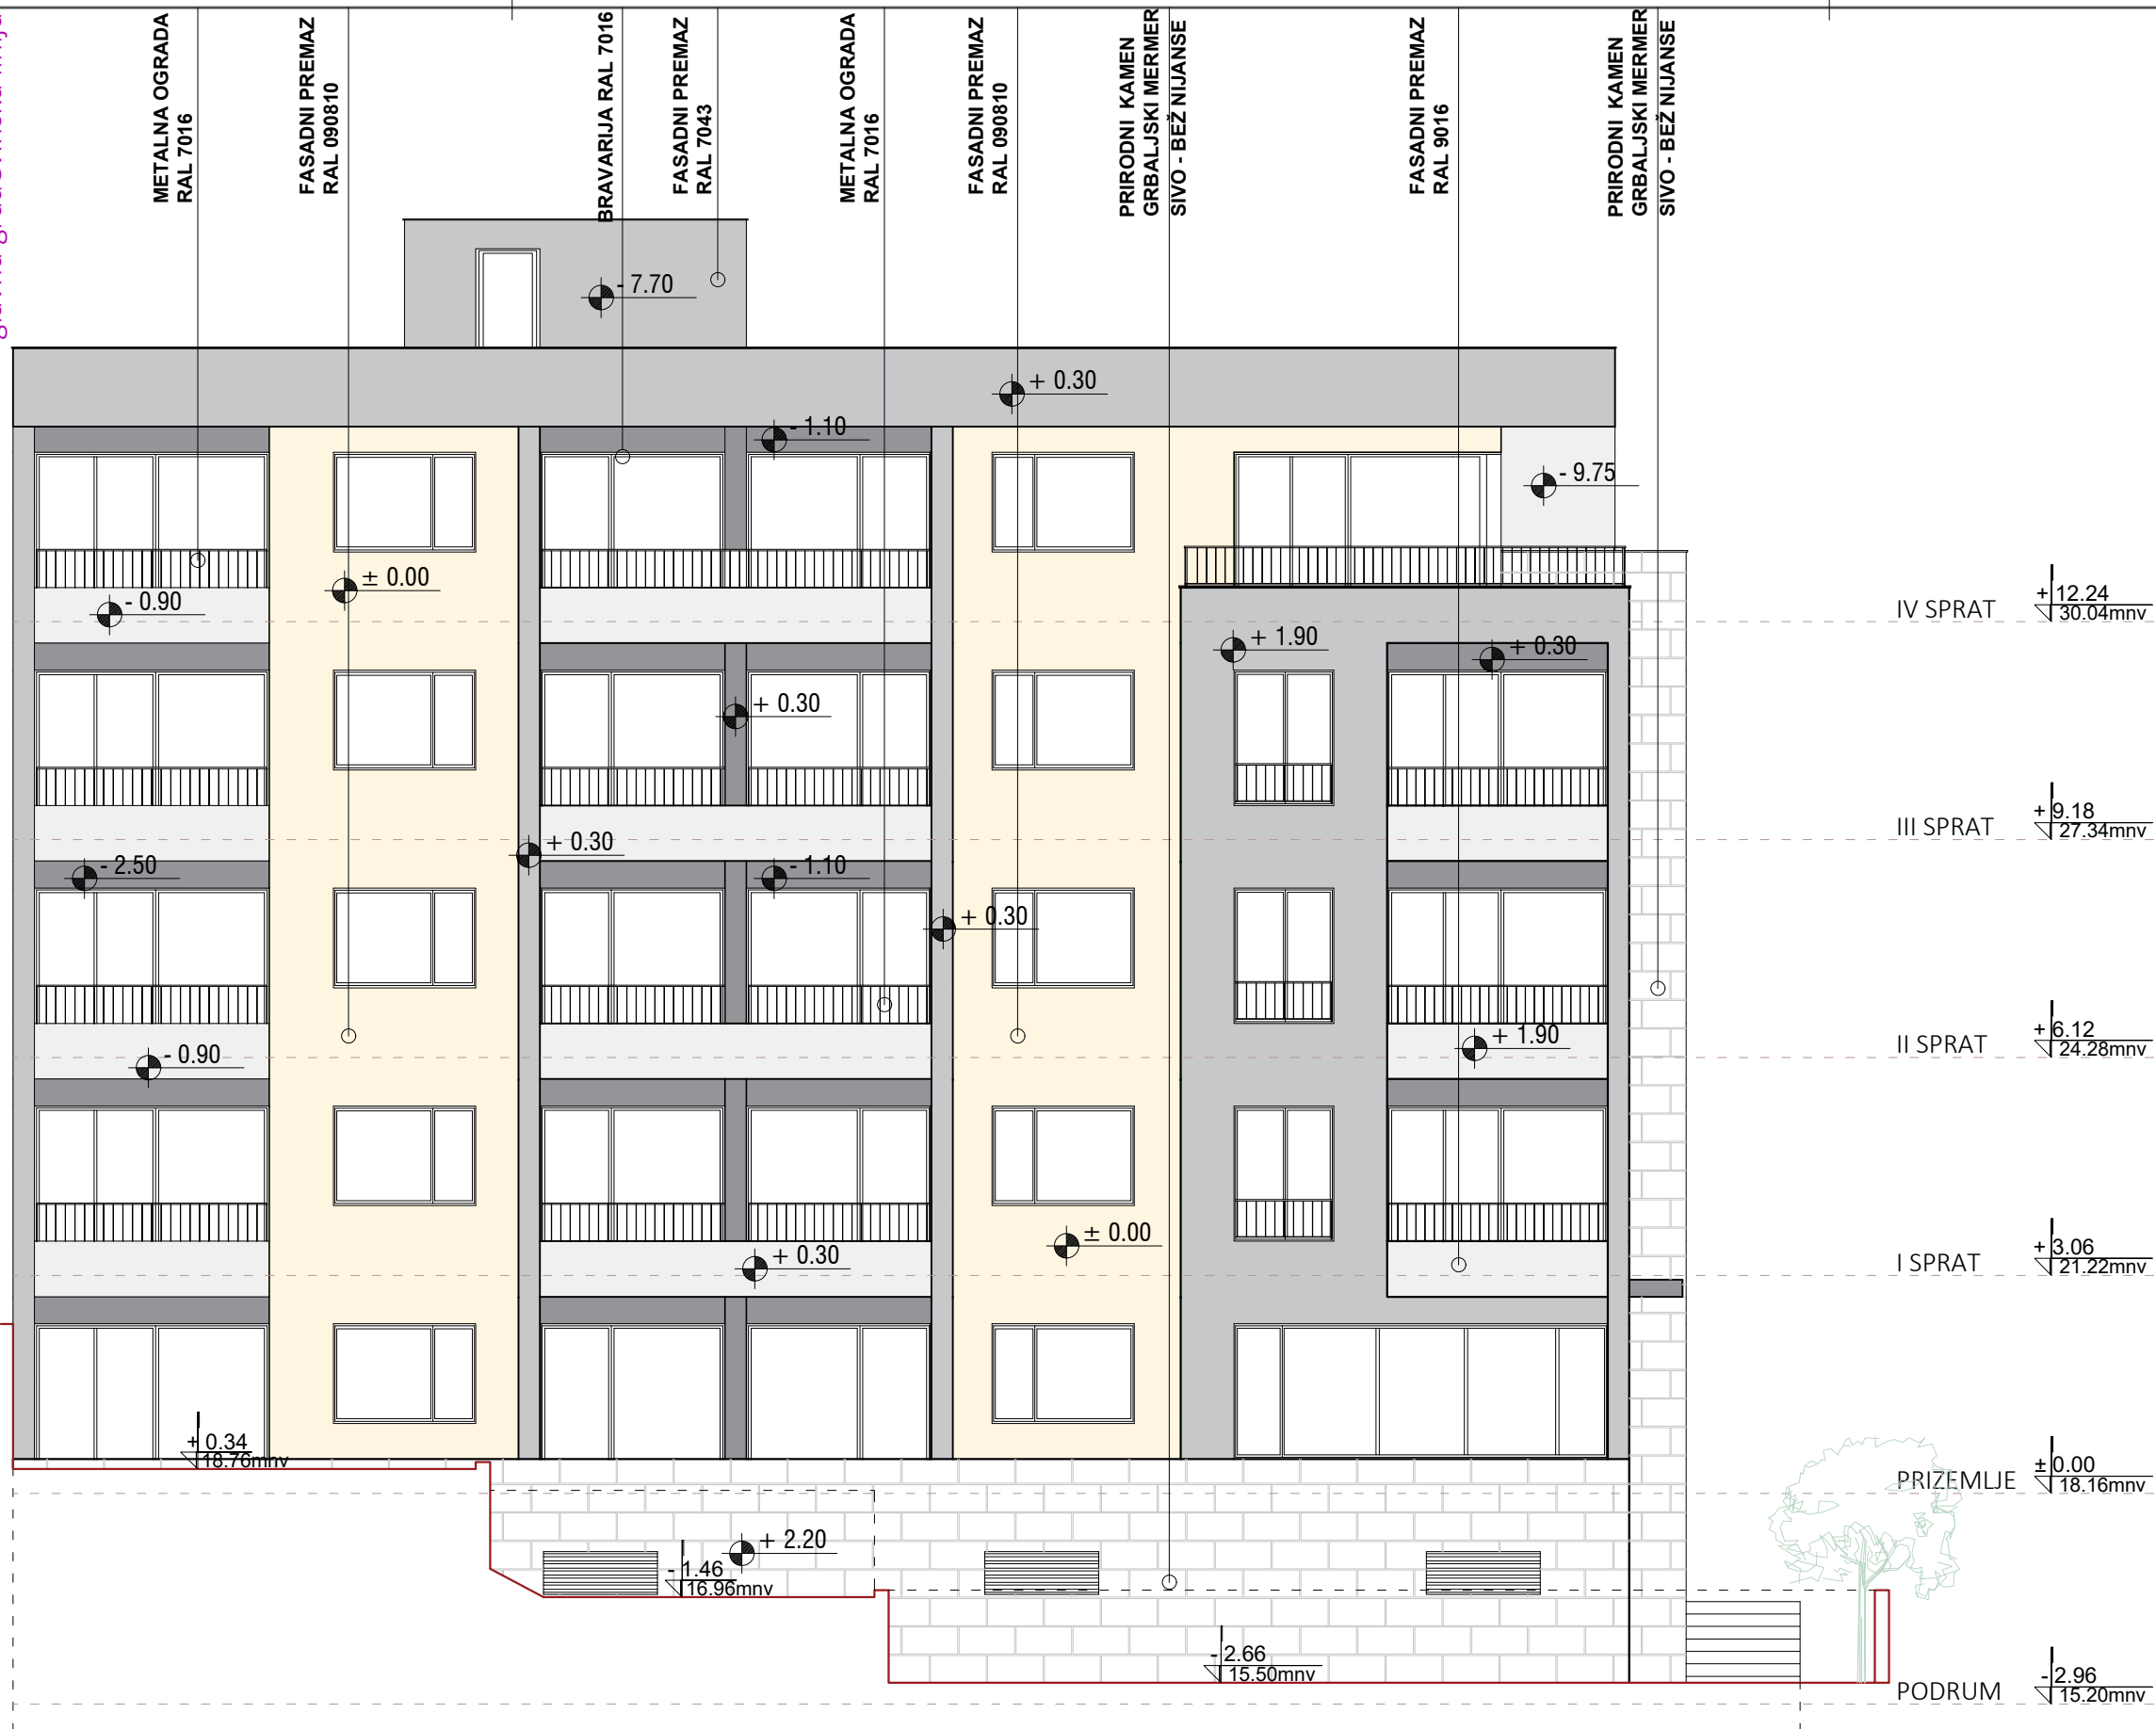 METALNA OGRADA
RAL 7016
FASADNI PREMAZ
RAL 090810
BRAVARIJA RAL 7016
FASADNI PREMAZ
RAL 7043
METALNA OGRADA
RAL 7016
FASADNI PREMAZ
RAL 090810
PRIRODNI KAMEN
GRBALJSKI MERMER
SIVO - BEŽ NIJANSE
FASADNI PREMAZ
RAL 9016
PRIRODNI KAMEN
GRBALJSKI MERMER
SIVO - BEŽ NIJANSE
- 7.70
+ 0.30
- 1.10
- 9.75
± 0.00
- 0.90
+ 1.90
+ 0.30
+ 0.30
+ 0.30
- 2.50
- 1.10
+ 0.30
+ 1.90
- 0.90
± 0.00
+ 0.30
+ 2.20
IV SPRAT
+ 12.24
30.04mnv
III SPRAT
+ 9.18
27.34mnv
II SPRAT
+ 6.12
24.28mnv
I SPRAT
+ 3.06
21.22mnv
+ 0.34
18.76mnv
PRIZEMLJE
± 0.00
18.16mnv
- 1.46
16.96mnv
- 2.66
15.50mnv
PODRUM
- 2.96
15.20mnv